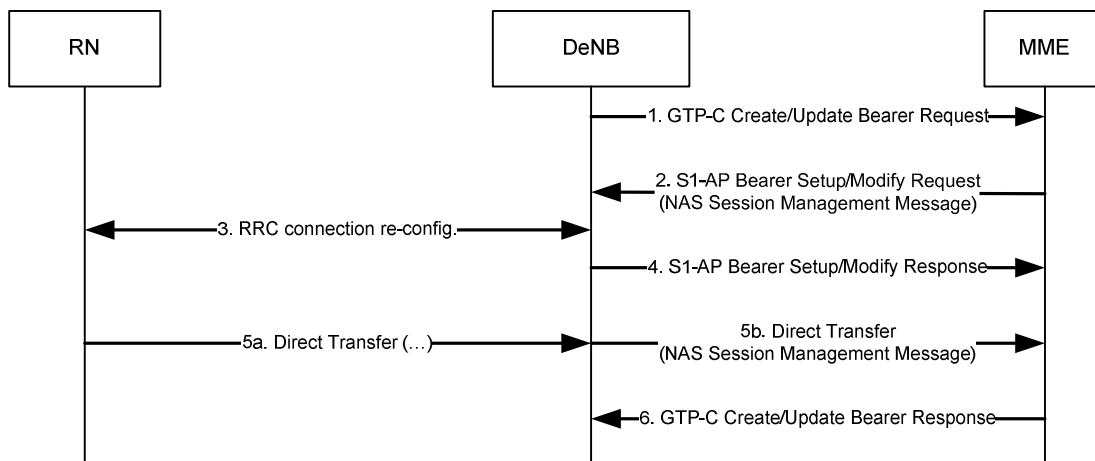 RN
DeNB
MME
1. GTP-C Create/Update Bearer Request
2. S1-AP Bearer Setup/Modify Request
(NAS Session Management Message)
3. RRC connection re-config.
4. S1-AP Bearer Setup/Modify Response
5a. Direct Transfer (…)
5b. Direct Transfer
(NAS Session Management Message)
6. GTP-C Create/Update Bearer Response